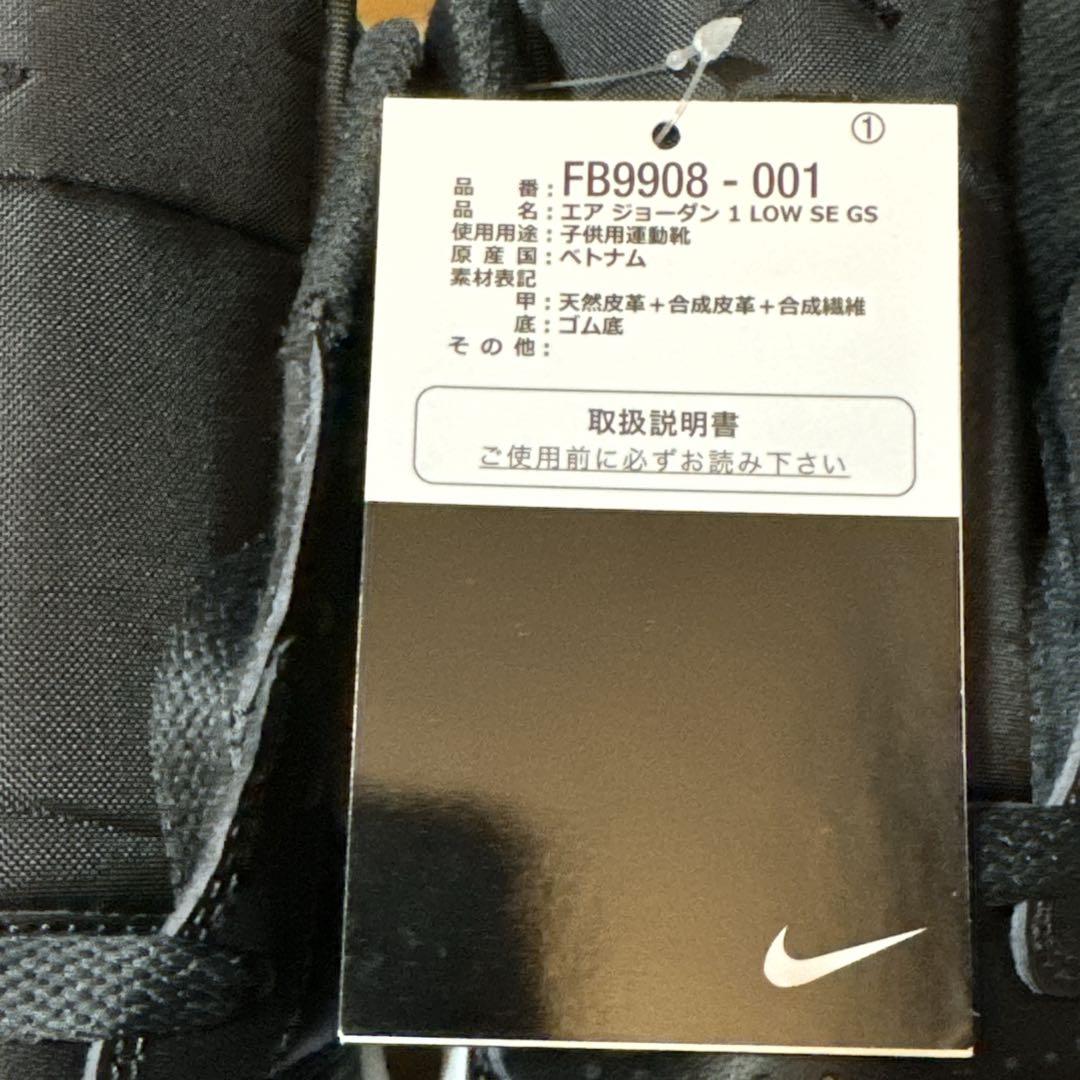 ①
品番：FB9908 - 001
品名：エア ジョーダン 1 LOW SE GS
使用用途：子供用運動靴
原産国：ベトナム
素材表記
甲：天然皮革＋合成皮革＋合成繊維
底：ゴム底
その他：
取扱説明書
ご使用前に必ずお読み下さい